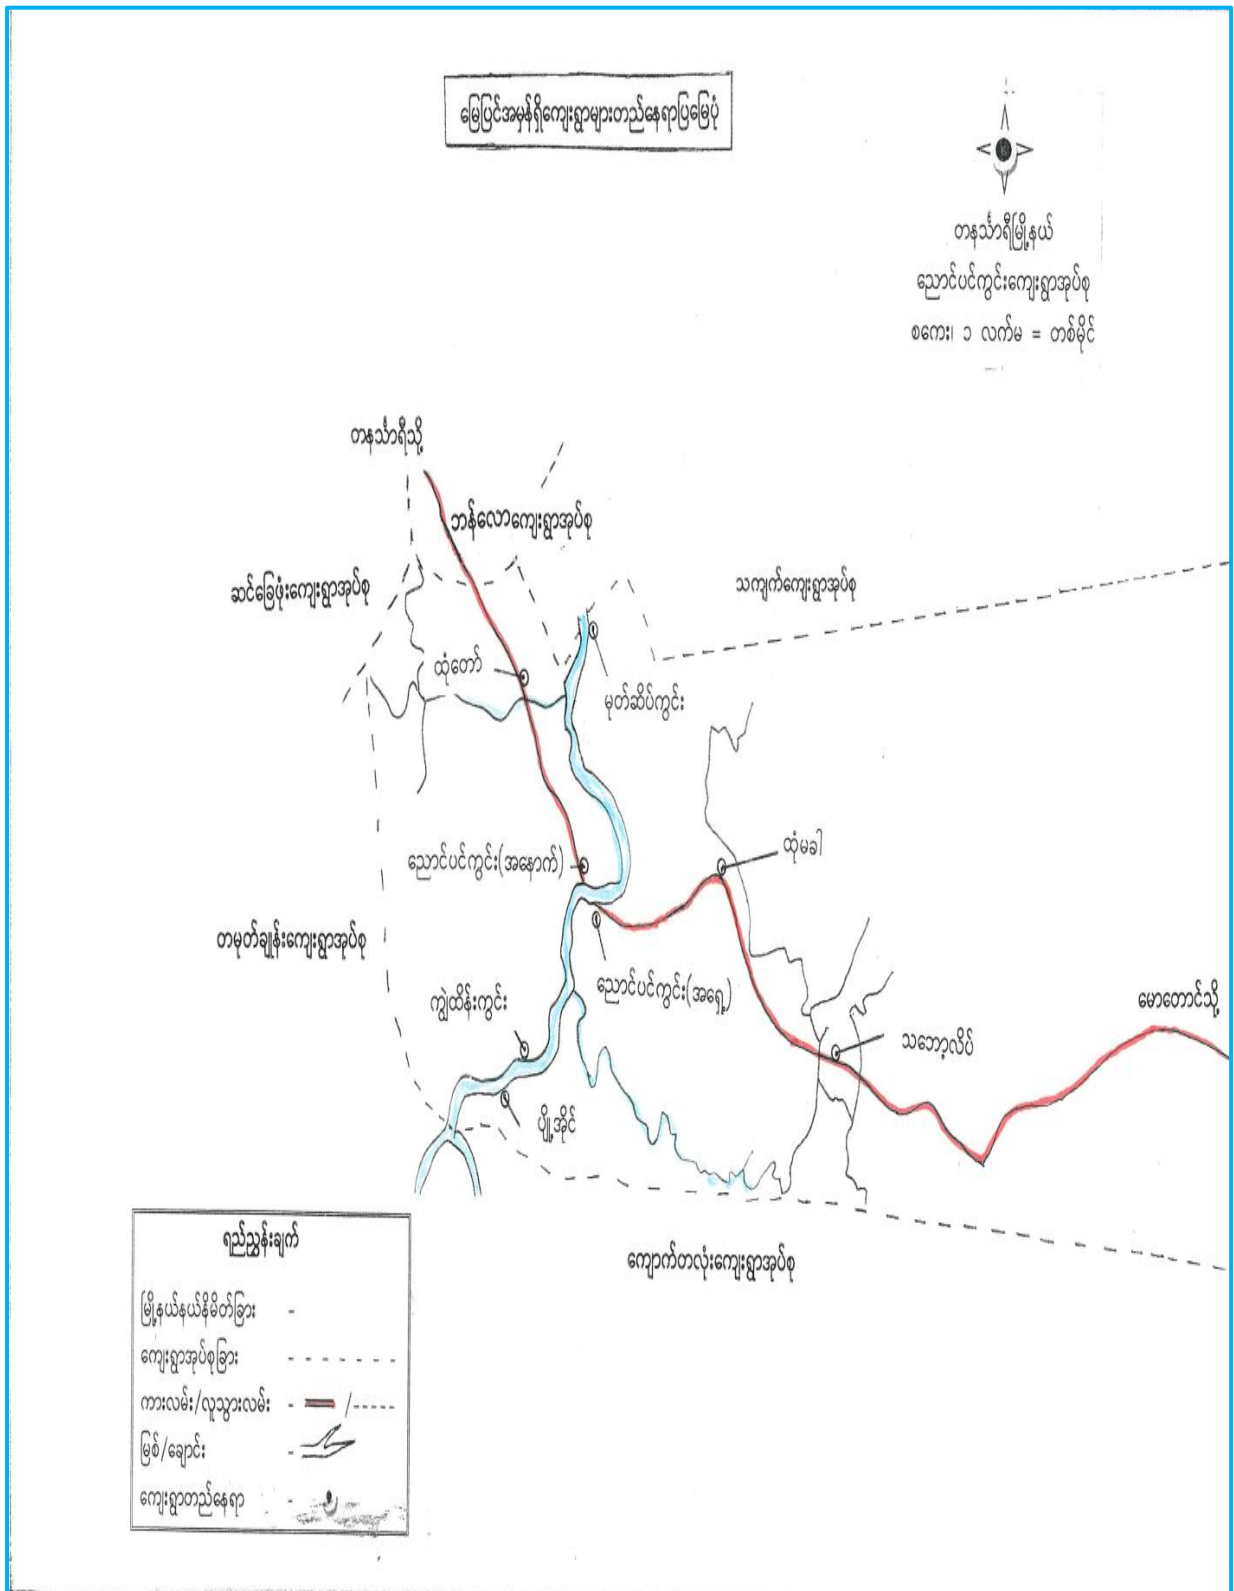 မြေပြင်အမှန်ရှိကျေးရွာများတည်နေရာပြမြေပုံ
တနင်္သာရီမြို့နယ်
ညောင်ပင်ကွင်းကျေးရွာအုပ်စု
စကေး၊ ၁ လက်မ = တစ်မိုင်
တနင်္သာရီသို့
ဘန်လောကျေးရွာအုပ်စု
ဆင်ခြေဖုံးကျေးရွာအုပ်စု
သကျက်ကျေးရွာအုပ်စု
ထုံတော်
မုတ်ဆိပ်ကွင်း
ထုံမခါ
ညောင်ပင်ကွင်း(အနောက်)
တမုတ်ချုန်းကျေးရွာအုပ်စု
ညောင်ပင်ကွင်း(အရှေ့)
ကျွဲထိန်းကွင်း
မောတောင်သို့
သဘော့လိပ်
ပျို့အိုင်
ကျောက်တလုံးကျေးရွာအုပ်စု
ရည်ညွှန်းချက်
မြို့နယ်နယ်နိမိတ်ခြား -
ကျေးရွာအုပ်စုခြား
ကားလမ်း/လူသွားလမ်း - /
မြစ်/ချောင်း -
ကျေးရွာတည်နေရာ -